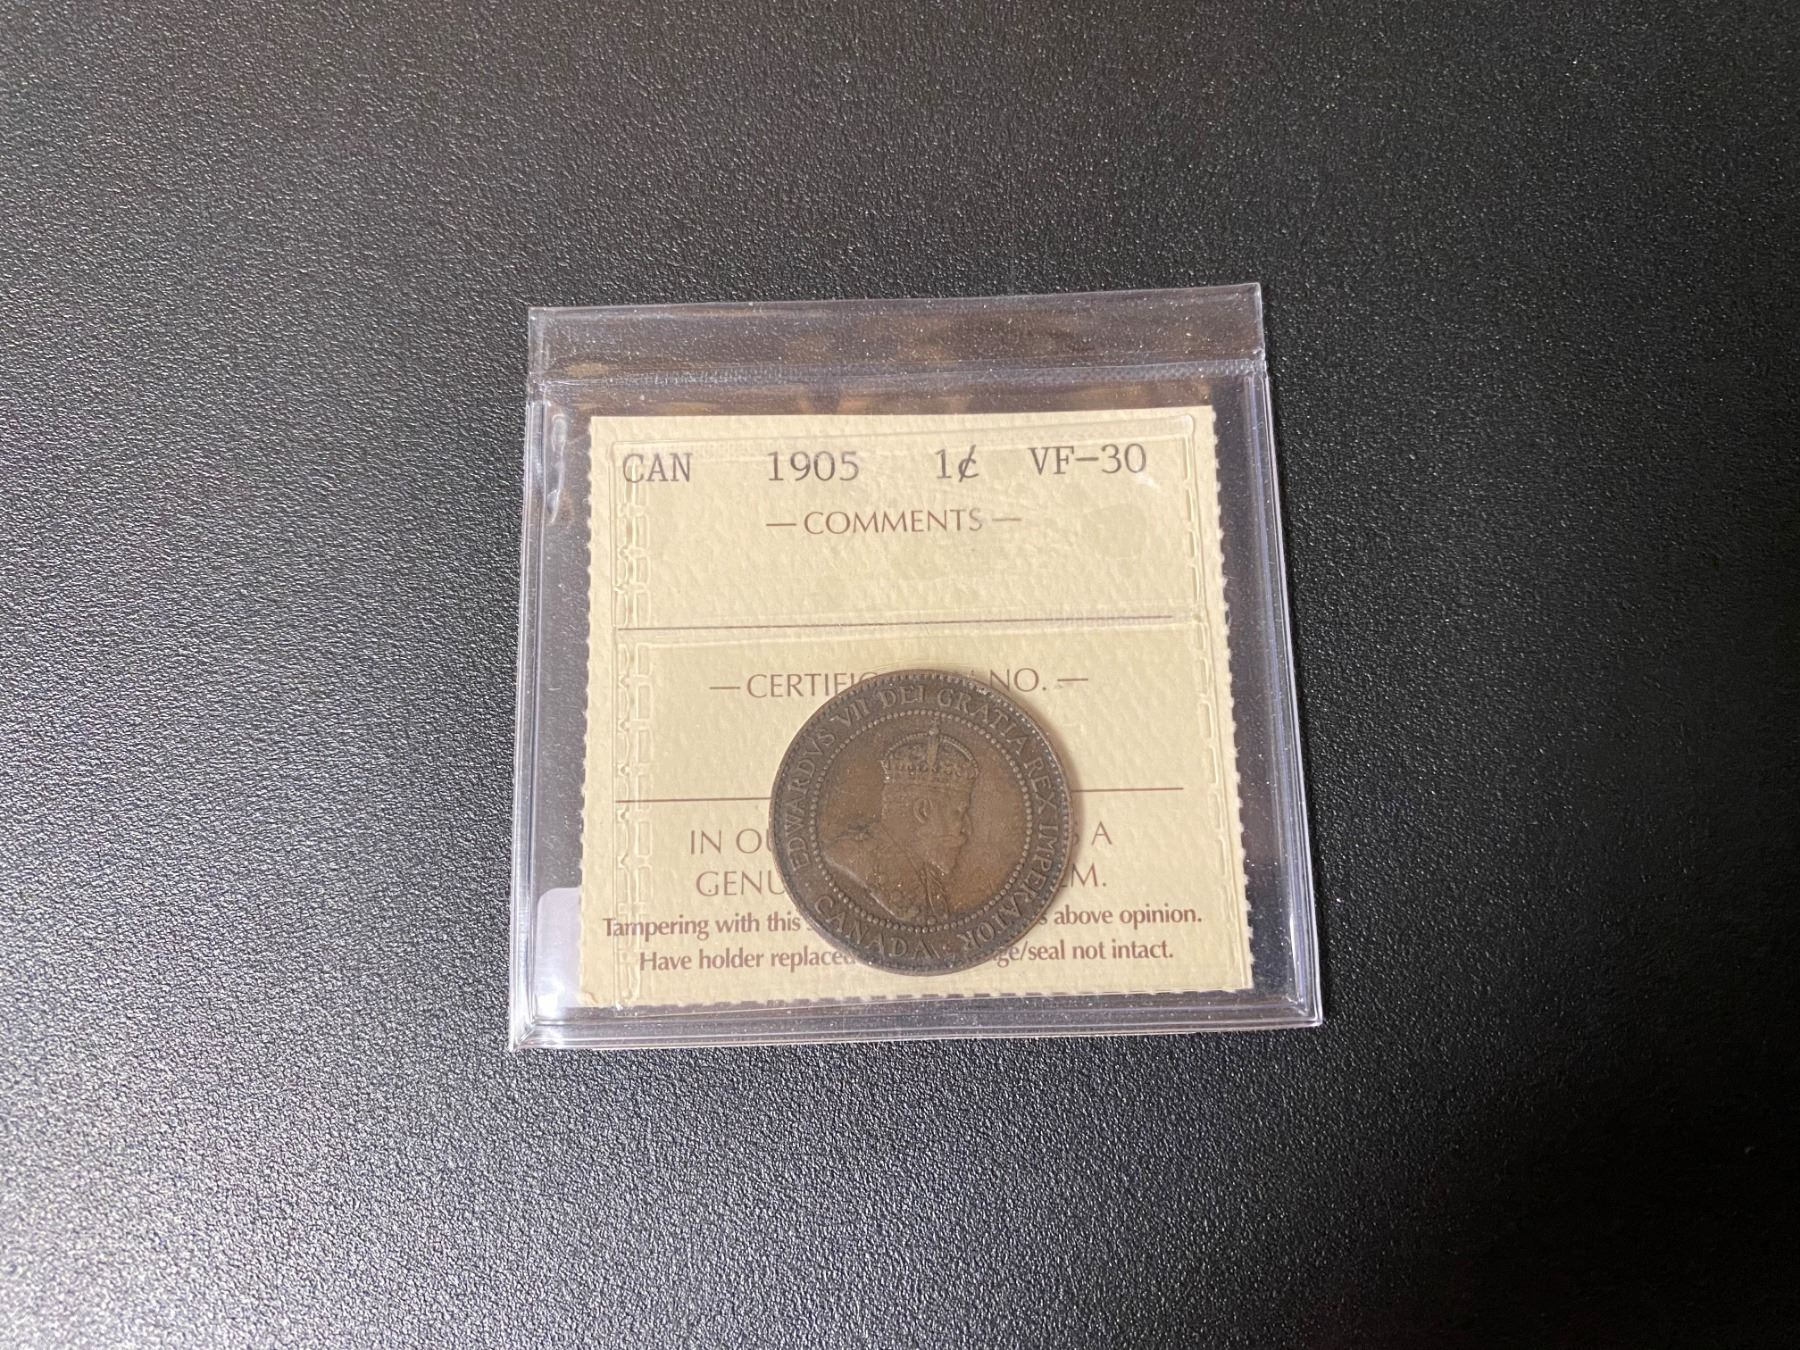 CAN 1905 1¢ VF-30
— COMMENTS —
— CERTIFIC NO. —
IN OU A
GENU M.
Tampering with this above opinion.
Have holder replaced ge/seal not intact.
EDWARDVS VII DEI GRATIA REX IMPERATOR
CANADA